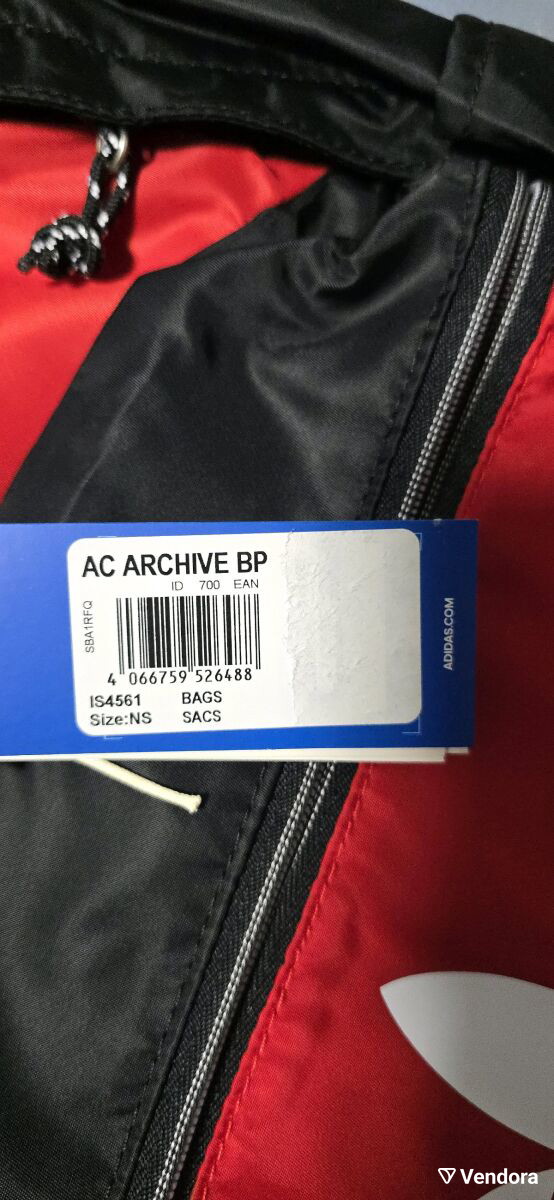 AC ARCHIVE BP
ID 700 EAN
SBA1RFQ
4 066759 526488
IS4561 BAGS
Size:NS SACS
ADIDAS.COM
Vendora